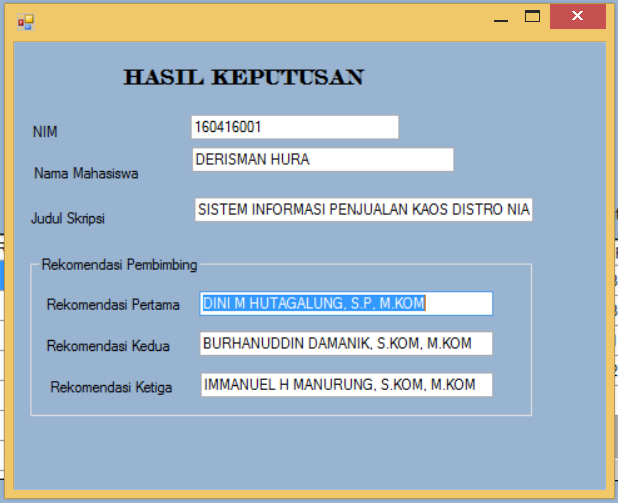 HASIL KEPUTUSAN
NIM
160416001
Nama Mahasiswa
DERISMAN HURA
Judul Skripsi
SISTEM INFORMASI PENJUALAN KAOS DISTRO NIA
Rekomendasi Pembimbing
Rekomendasi Pertama
DINI M HUTAGALUNG, S.P, M.KOM
Rekomendasi Kedua
BURHANUDDIN DAMANIK, S.KOM, M.KOM
Rekomendasi Ketiga
IMMANUEL H MANURUNG, S.KOM, M.KOM